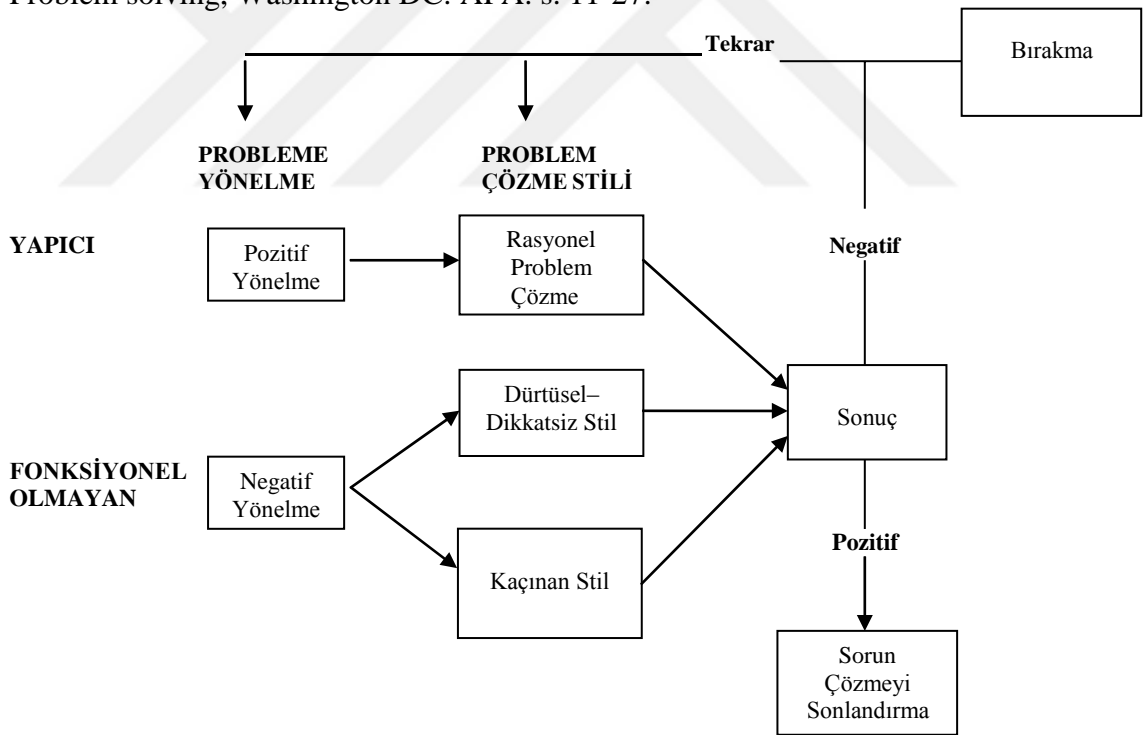 Problem solving, Washington DC: APA. s. 11-27.
Tekrar
Bırakma
PROBLEME
YÖNELME
PROBLEM
ÇÖZME STİLİ
YAPICI
Pozitif
Yönelme
Rasyonel
Problem
Çözme
Negatif
Dürtüsel–
Dikkatsiz Stil
Sonuç
FONKSİYONEL
OLMAYAN
Negatif
Yönelme
Kaçınan Stil
Pozitif
Sorun
Çözmeyi
Sonlandırma